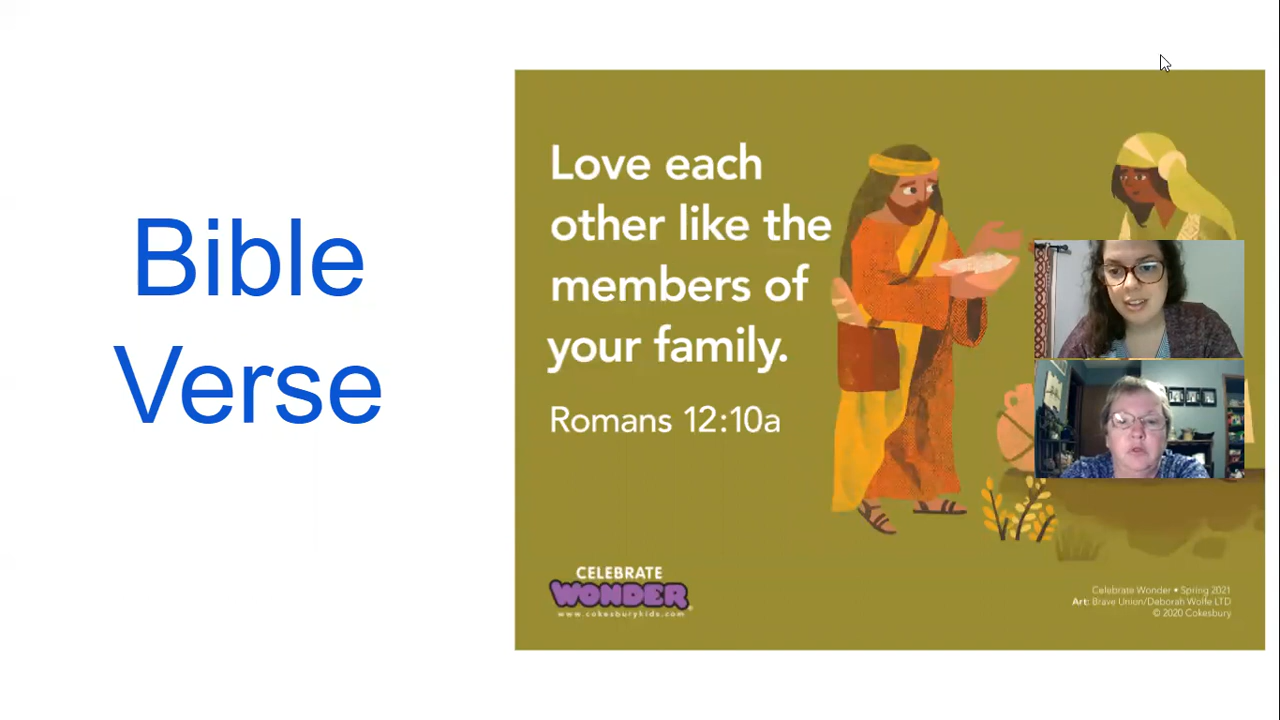 Bible
Verse
Love each
other like the
members of
your family.
Romans 12:10a
CELEBRATE
WONDER
www.cokesburykids.com
Celebrate Wonder • Spring 2021
Art: Brave Union/Deborah Wolfe LTD
© 2020 Cokesbury